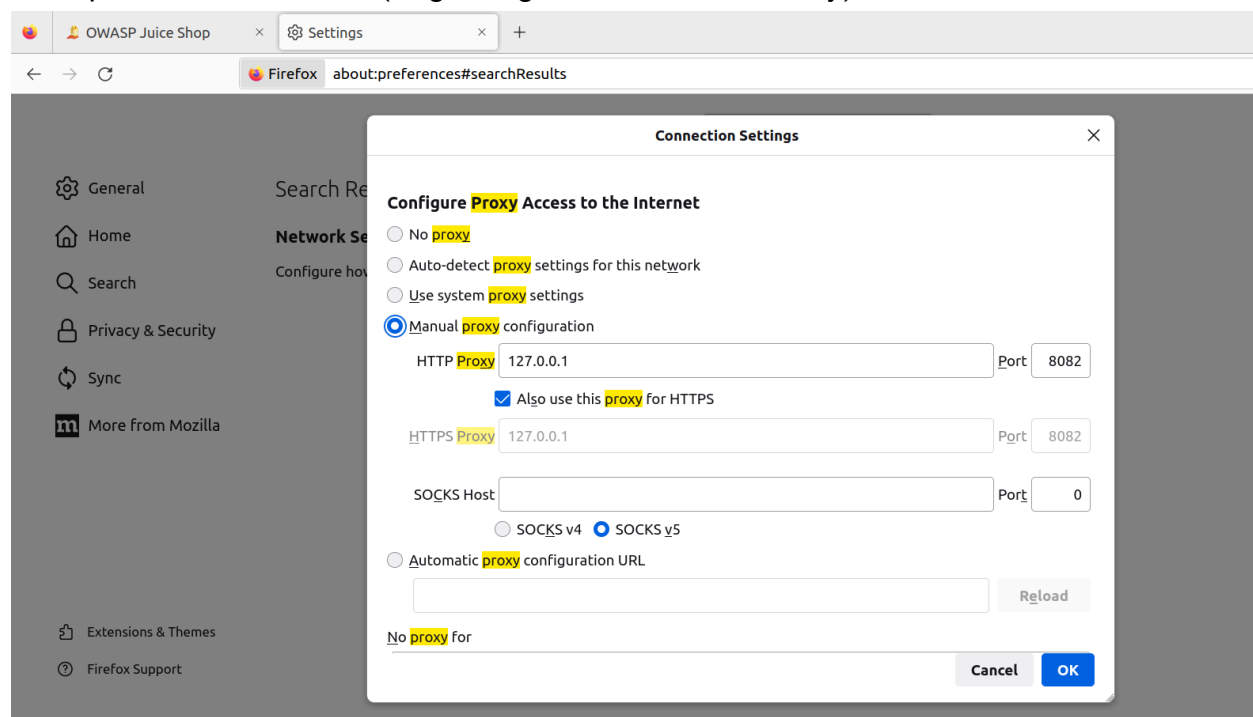 OWASP Juice Shop × Settings × +
Firefox about:preferences#searchResults
Connection Settings
General
Home
Search
Privacy & Security
Sync
More from Mozilla
Extensions & Themes
Firefox Support
Search Re
Network Se
Configure how
Configure Proxy Access to the Internet
No proxy
Auto-detect proxy settings for this network
Use system proxy settings
Manual proxy configuration
HTTP Proxy 127.0.0.1 Port 8082
Also use this proxy for HTTPS
HTTPS Proxy 127.0.0.1 Port 8082
SOCKS Host Port 0
SOCKS v4 SOCKS v5
Automatic proxy configuration URL
Reload
No proxy for
Cancel OK